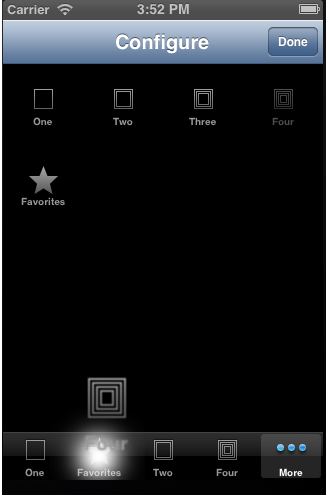 Carrier 3:52 PM
Configure Done
One Two Three Four
Favorites
Four
One Favorites Two Four More